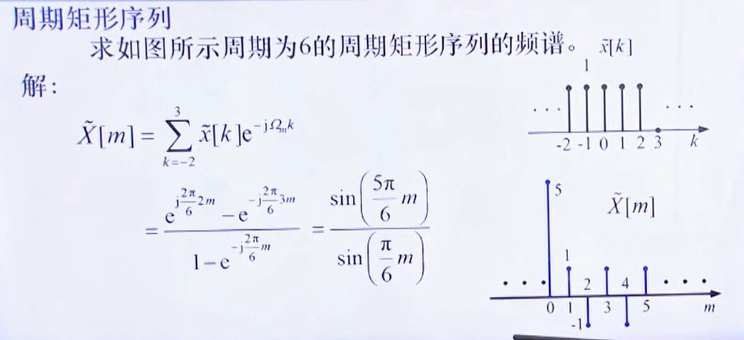 周期矩形序列
求如图所示周期为6的周期矩形序列的频谱。 x̃[k]
解：
X̃[m] = ∑_{k=-2}^{3} x̃[k]e^{-jΩ_m k}
= (e^{j(2π/6)2m} - e^{-j(2π/6)3m}) / (1 - e^{-j(2π/6)m}) = sin(5π/6 m) / sin(π/6 m)
1
· · · · · ·
-2 -1 0 1 2 3 k
5 X̃[m]
1
· · · 2 4 · · ·
0 1 3 5 m
-1